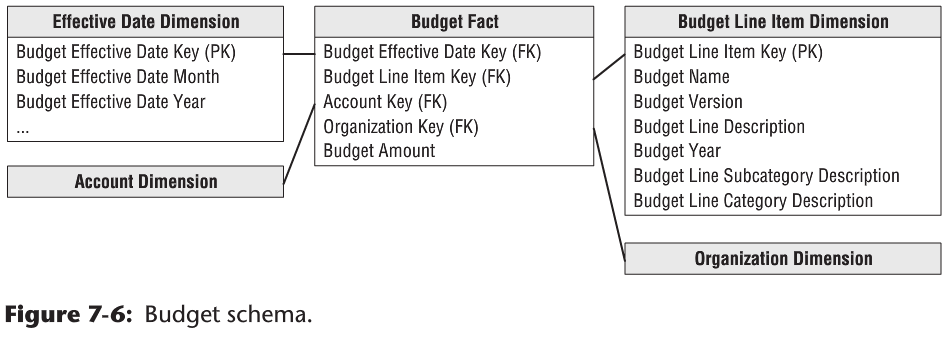 Effective Date Dimension
Budget Effective Date Key (PK)
Budget Effective Date Month
Budget Effective Date Year
...
Account Dimension
Budget Fact
Budget Effective Date Key (FK)
Budget Line Item Key (FK)
Account Key (FK)
Organization Key (FK)
Budget Amount
Budget Line Item Dimension
Budget Line Item Key (PK)
Budget Name
Budget Version
Budget Line Description
Budget Year
Budget Line Subcategory Description
Budget Line Category Description
Organization Dimension
Figure 7-6: Budget schema.